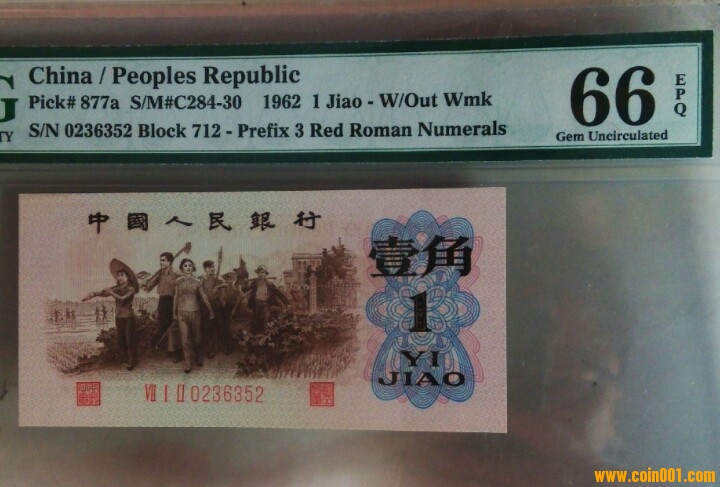 G
TY
China / Peoples Republic
Pick# 877a S/M#C284-30 1962 1 Jiao - W/Out Wmk
S/N 0236352 Block 712 - Prefix 3 Red Roman Numerals
66 EPQ
Gem Uncirculated
中國人民銀行
壹角
1
YI
JIAO
VII I II 0236352
www.coin001.com